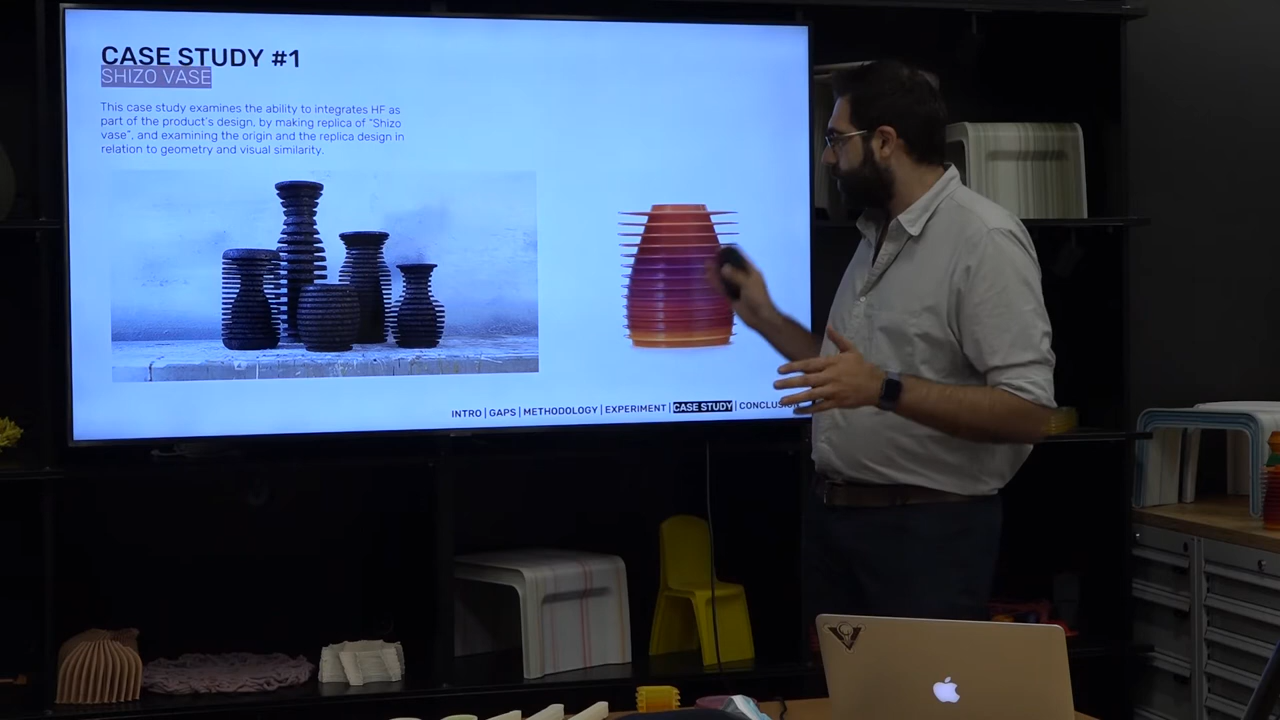 CASE STUDY #1
SHIZO VASE
This case study examines the ability to integrates HF as
part of the product's design, by making replica of "Shizo
vase", and examining the origin and the replica design in
relation to geometry and visual similarity.
INTRO | GAPS | METHODOLOGY | EXPERIMENT | CASE STUDY | CONCLUSION